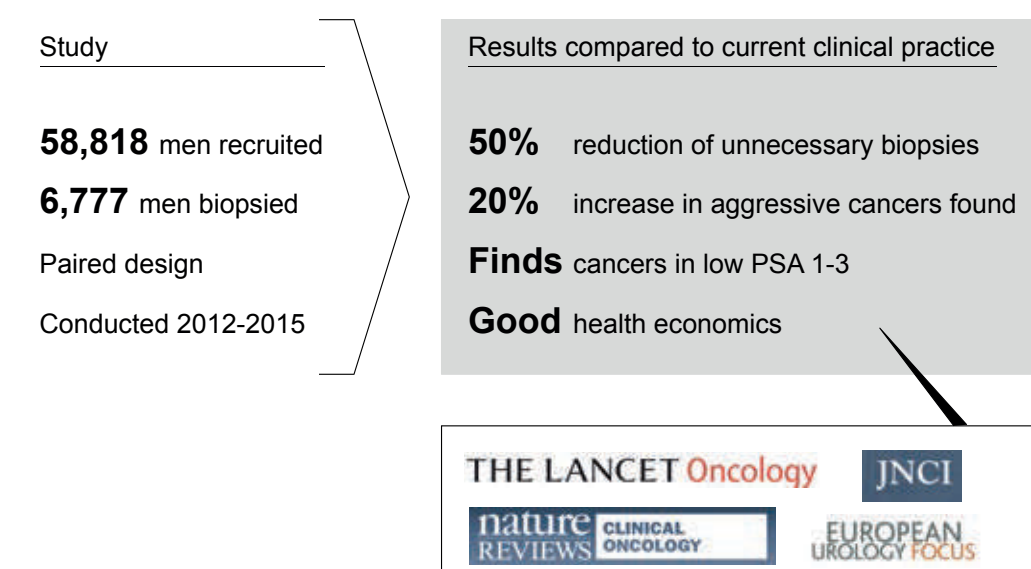 Study
58,818 men recruited
6,777 men biopsied
Paired design
Conducted 2012-2015
Results compared to current clinical practice
50% reduction of unnecessary biopsies
20% increase in aggressive cancers found
Finds cancers in low PSA 1-3
Good health economics
THE LANCET Oncology
JNCI
nature REVIEWS CLINICAL ONCOLOGY
EUROPEAN UROLOGY FOCUS